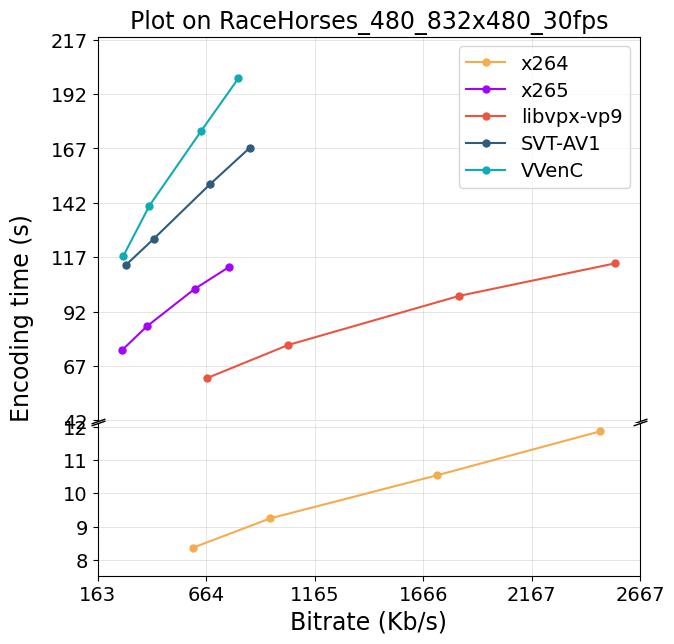 Plot on RaceHorses_480_832x480_30fps
217
192
167
142
117
92
67
42
12
11
10
9
8
Encoding time (s)
x264
x265
libvpx-vp9
SVT-AV1
VVenC
163 664 1165 1666 2167 2667
Bitrate (Kb/s)